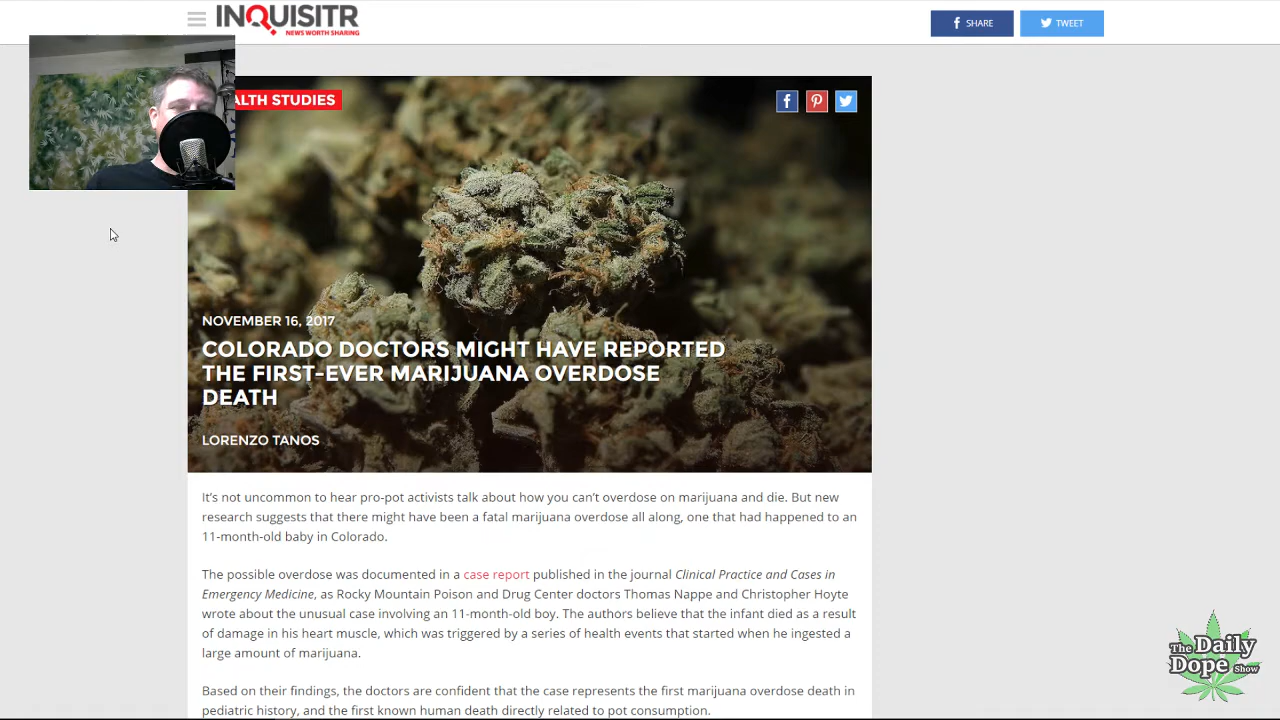 INQUISITR
NEWS WORTH SHARING
SHARE
TWEET
ALTH STUDIES
NOVEMBER 16, 2017
COLORADO DOCTORS MIGHT HAVE REPORTED
THE FIRST-EVER MARIJUANA OVERDOSE
DEATH
LORENZO TANOS
It's not uncommon to hear pro-pot activists talk about how you can't overdose on marijuana and die. But new
research suggests that there might have been a fatal marijuana overdose all along, one that had happened to an
11-month-old baby in Colorado.
The possible overdose was documented in a case report published in the journal Clinical Practice and Cases in
Emergency Medicine, as Rocky Mountain Poison and Drug Center doctors Thomas Nappe and Christopher Hoyte
wrote about the unusual case involving an 11-month-old boy. The authors believe that the infant died as a result
of damage in his heart muscle, which was triggered by a series of health events that started when he ingested a
large amount of marijuana.
Based on their findings, the doctors are confident that the case represents the first marijuana overdose death in
pediatric history, and the first known human death directly related to pot consumption.
The Daily
Dope Show